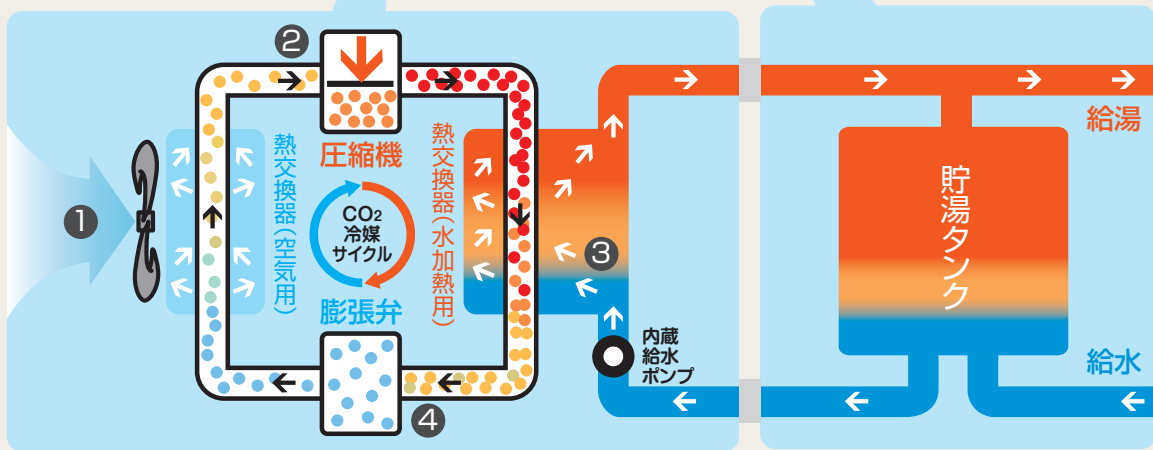 ①
②
圧縮機
熱交換器(空気用)
CO2
冷媒
サイクル
熱交換器(水加熱用)
膨張弁
④
③
内蔵
給水
ポンプ
貯湯タンク
給湯
給水